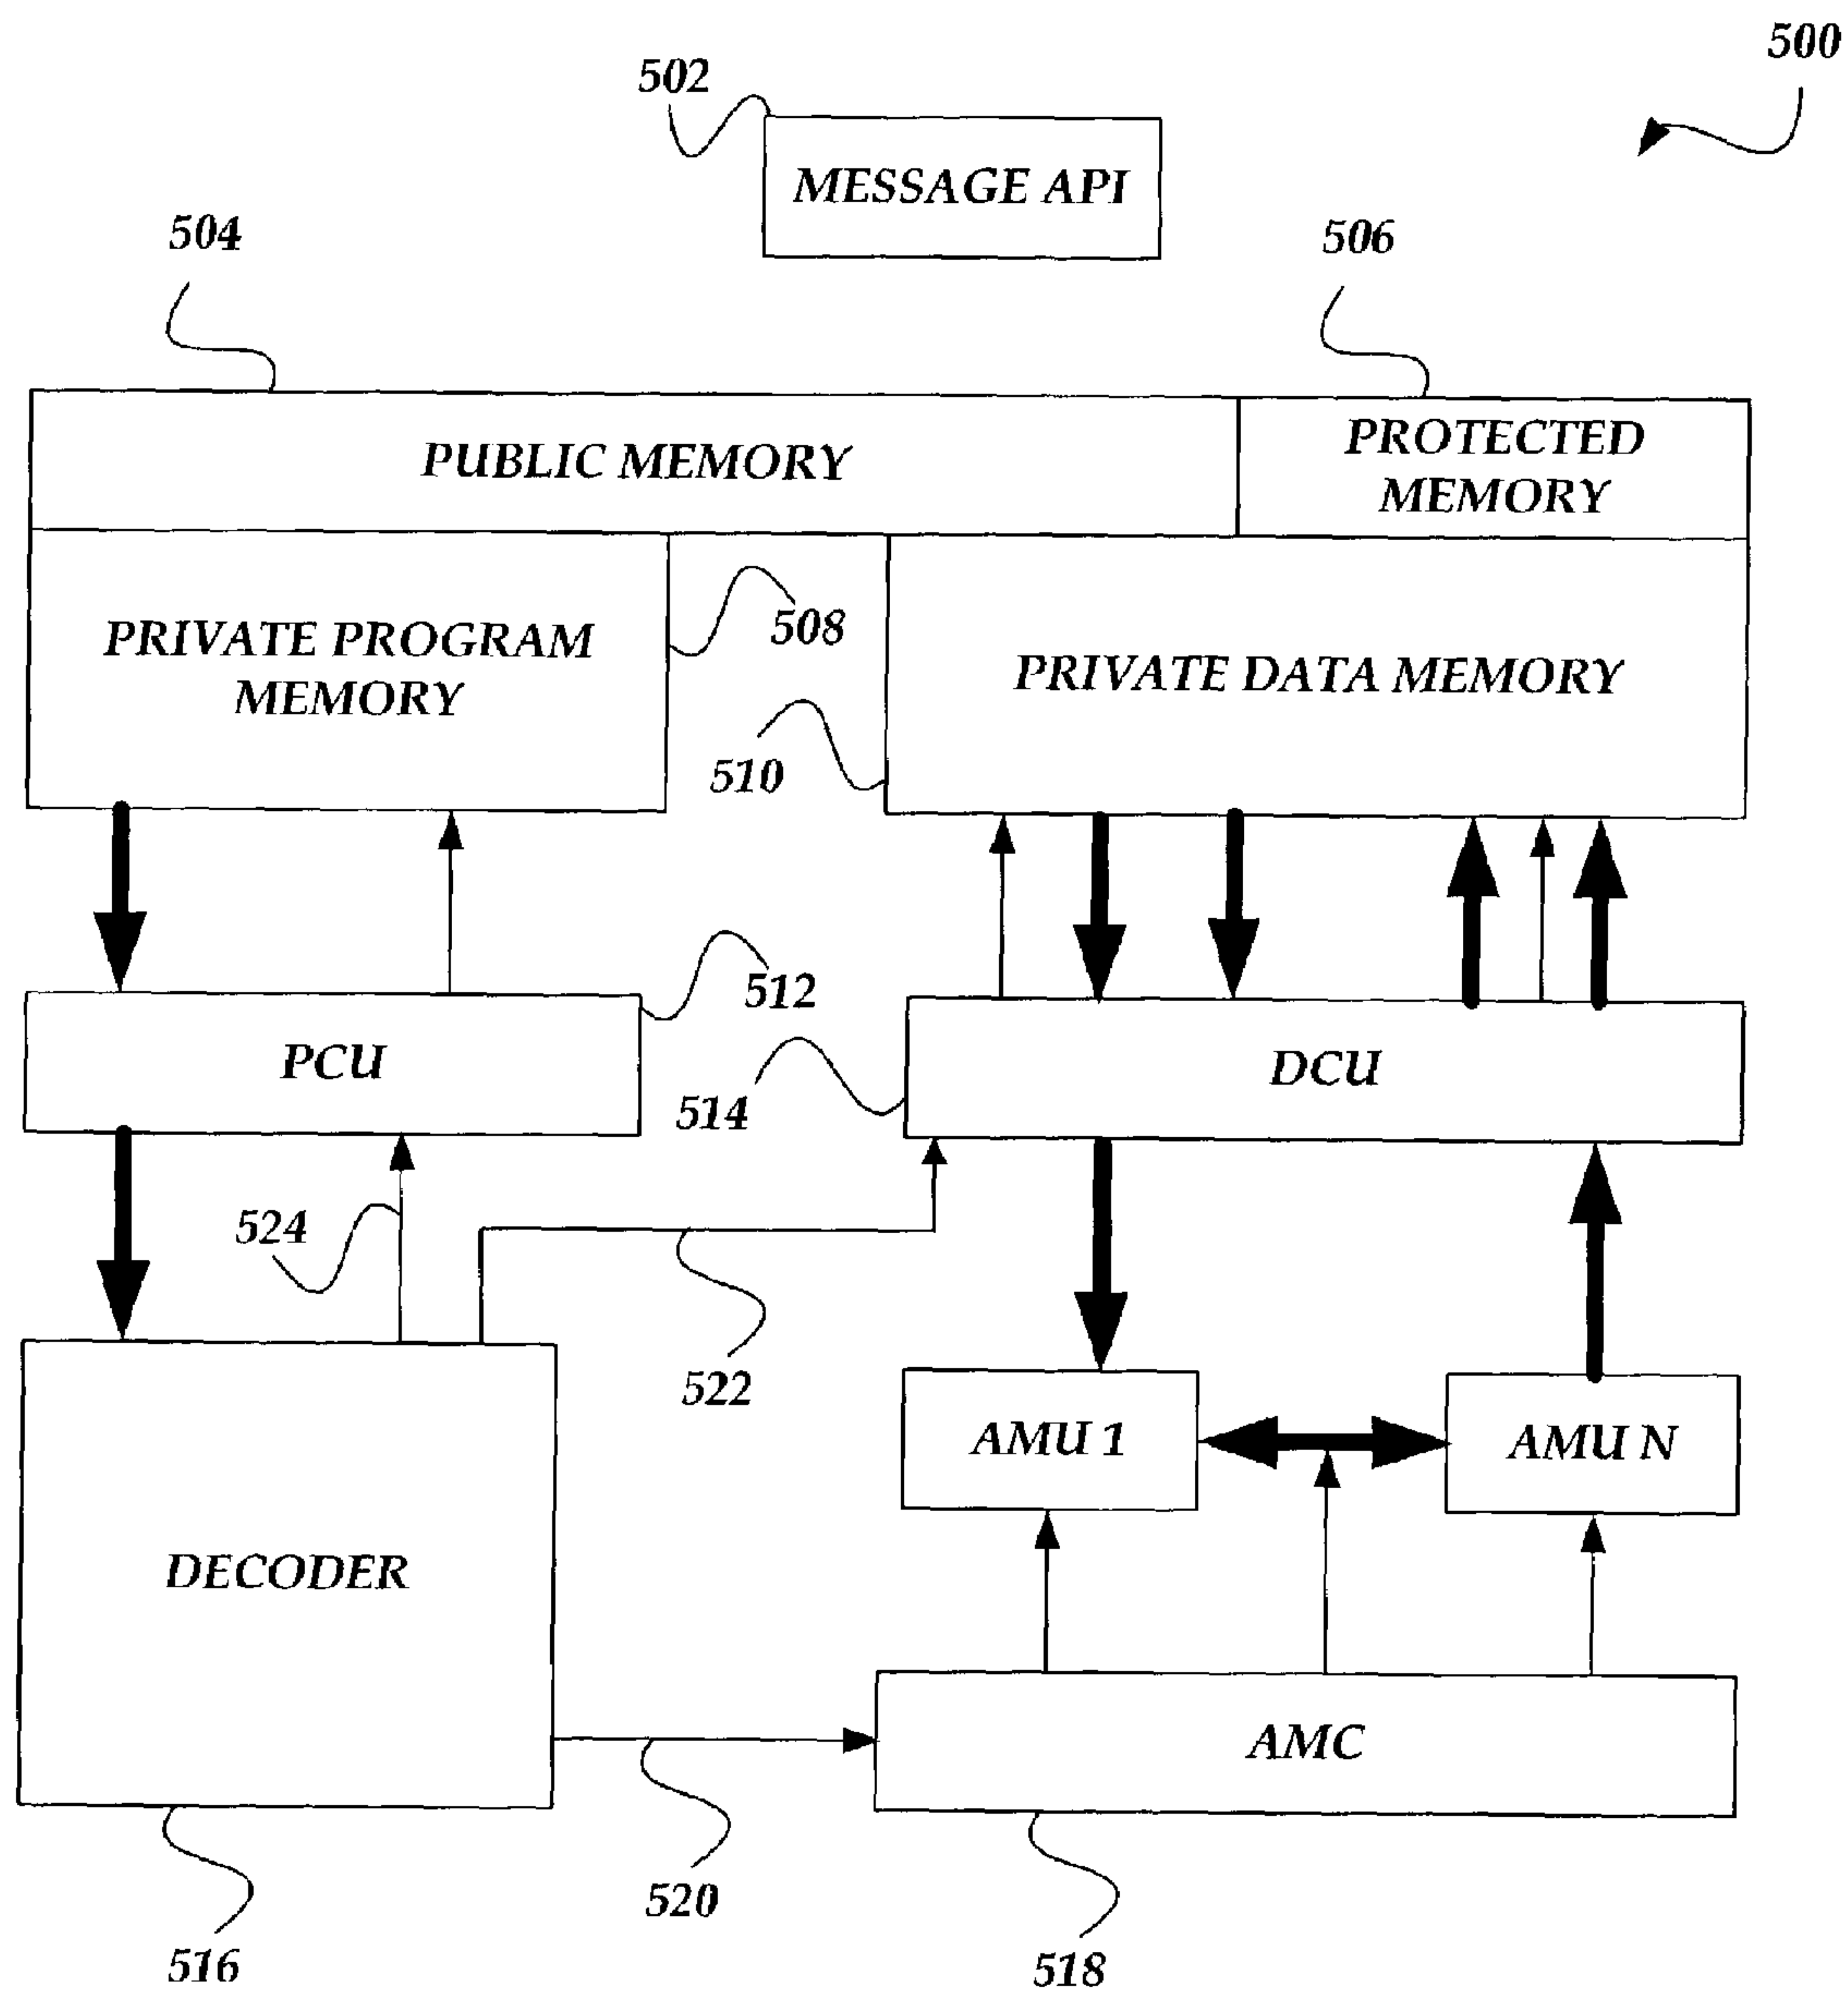 500
502
MESSAGE API
504
506
PUBLIC MEMORY
PROTECTED
MEMORY
PRIVATE PROGRAM
MEMORY
508
PRIVATE DATA MEMORY
510
512
PCU
514
DCU
524
522
AMU 1
AMU N
DECODER
AMC
520
516
518